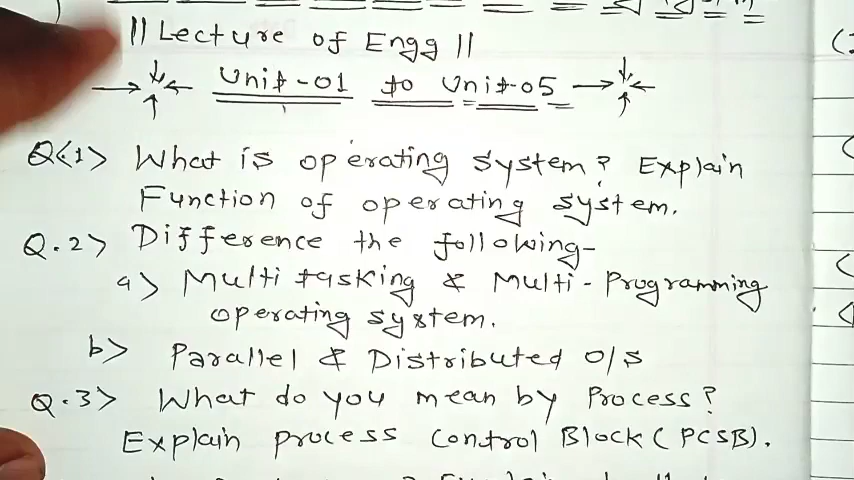 || Lecture of Engg ||
Unit-01 to Unit-05
Q<1> What is operating system? Explain
Function of operating system.
Q.2> Difference the following-
a> Multi tasking & Multi-Programming
operating system.
b> Parallel & Distributed O/S
Q.3> What do you mean by Process?
Explain process Control Block (PCSB).